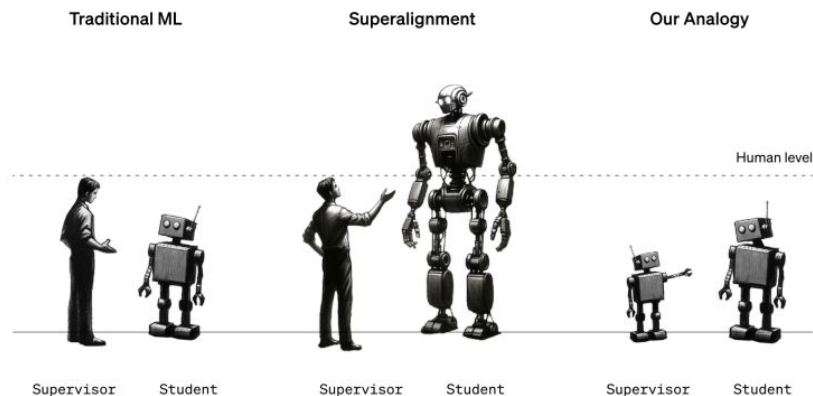 Traditional ML
Superalignment
Our Analogy
Human level
Supervisor
Student
Supervisor
Student
Supervisor
Student